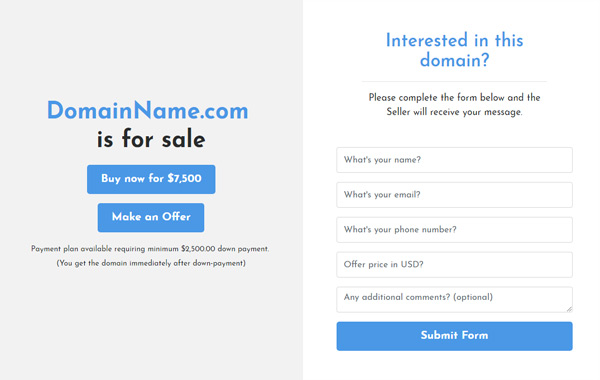 DomainName.com
is for sale
Buy now for $7,500
Make an Offer
Payment plan available requiring minimum $2,500.00 down payment.
(You get the domain immediately after down-payment)
Interested in this
domain?
Please complete the form below and the
Seller will receive your message.
What's your name?
What's your email?
What's your phone number?
Offer price in USD?
Any additional comments? (optional)
Submit Form